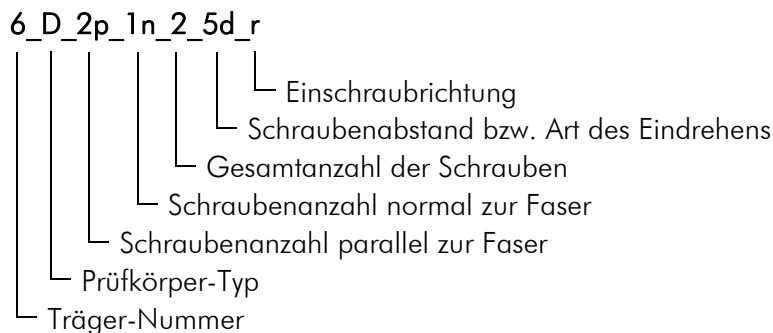 6_D_2p_1n_2_5d_r
Einschraubrichtung
Schraubenabstand bzw. Art des Eindrehens
Gesamtanzahl der Schrauben
Schraubenanzahl normal zur Faser
Schraubenanzahl parallel zur Faser
Prüfkörper-Typ
Träger-Nummer